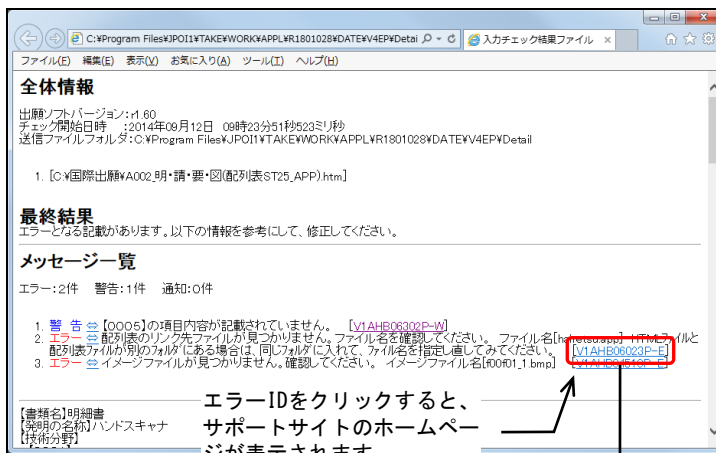 C:¥Program Files¥JPOI1¥TAKE¥WORK¥APPL¥R1801028¥DATE¥V4EP¥Detai
入力チェック結果ファイル ×
ファイル(F) 編集(E) 表示(V) お気に入り(A) ツール(T) ヘルプ(H)
全体情報
出願ソフトバージョン:r1.60
チェック開始日時 :2014年09月12日 09時23分51秒523ミリ秒
送信ファイルフォルダ:C:¥Program Files¥JPOI1¥TAKE¥WORK¥APPL¥R1801028¥DATE¥V4EP¥Detail
1. [C:¥国際出願¥A002_明・請・要・図(配列表ST25_APP).htm]
最終結果
エラーとなる記載があります。以下の情報を参考にして、修正してください。
メッセージ一覧
エラー:2件 警告:1件 通知:0件
1. 警 告 ⇔【0005】の項目内容が記載されていません。 [V1AHB06302P-W]
2. エラー ⇔ 配列表のリンク先ファイルが見つかりません。ファイル名を確認してください。 ファイル名[hairetsu.app] HTMLファイルと
配列表ファイルが別のフォルダにある場合は、同じフォルダに入れて、ファイル名を指定し直してみてください。 [V1AHB06023P-E]
3. エラー ⇔ イメージファイルが見つかりません。確認してください。 イメージファイル名[f00f01_1.bmp]
【書類名】明細書
【発明の名称】ハンドスキャナ
【技術分野】
エラーIDをクリックすると、
サポートサイトのホームペー
ジが表示されます